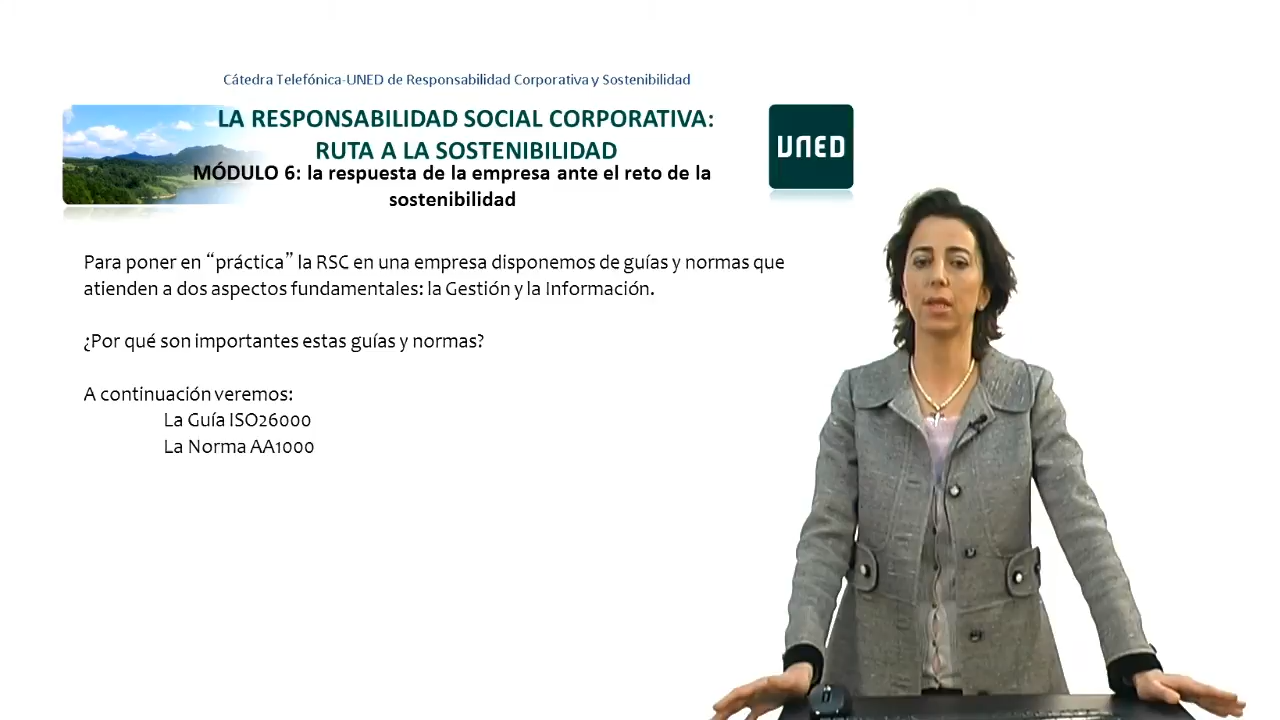 Cátedra Telefónica-UNED de Responsabilidad Corporativa y Sostenibilidad
LA RESPONSABILIDAD SOCIAL CORPORATIVA:
RUTA A LA SOSTENIBILIDAD
UNED
MÓDULO 6: la respuesta de la empresa ante el reto de la
sostenibilidad
Para poner en “práctica” la RSC en una empresa disponemos de guías y normas que
atienden a dos aspectos fundamentales: la Gestión y la Información.
¿Por qué son importantes estas guías y normas?
A continuación veremos:
La Guía ISO26000
La Norma AA1000